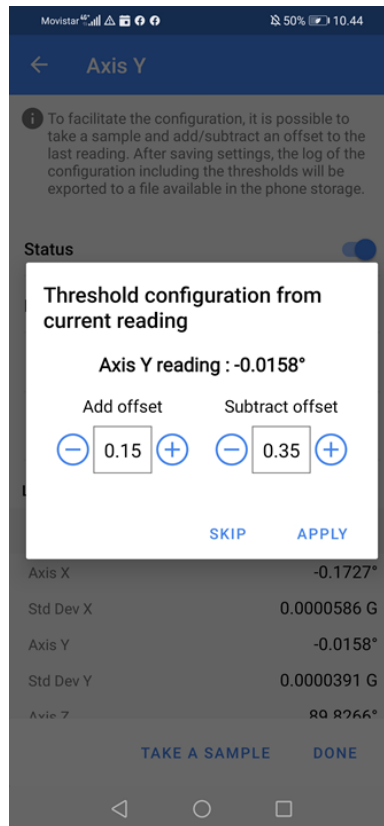 Movistar 50% 10.44
Axis Y
To facilitate the configuration, it is possible to
take a sample and add/subtract an offset to the
last reading. After saving settings, the log of the
configuration including the thresholds will be
exported to a file available in the phone storage.
Status
Threshold configuration from
current reading
Axis Y reading : -0.0158°
Add offset Subtract offset
0.15 0.35
SKIP APPLY
Axis X -0.1727°
Std Dev X 0.0000586 G
Axis Y -0.0158°
Std Dev Y 0.0000391 G
Axis Z 89.8266°
TAKE A SAMPLE DONE